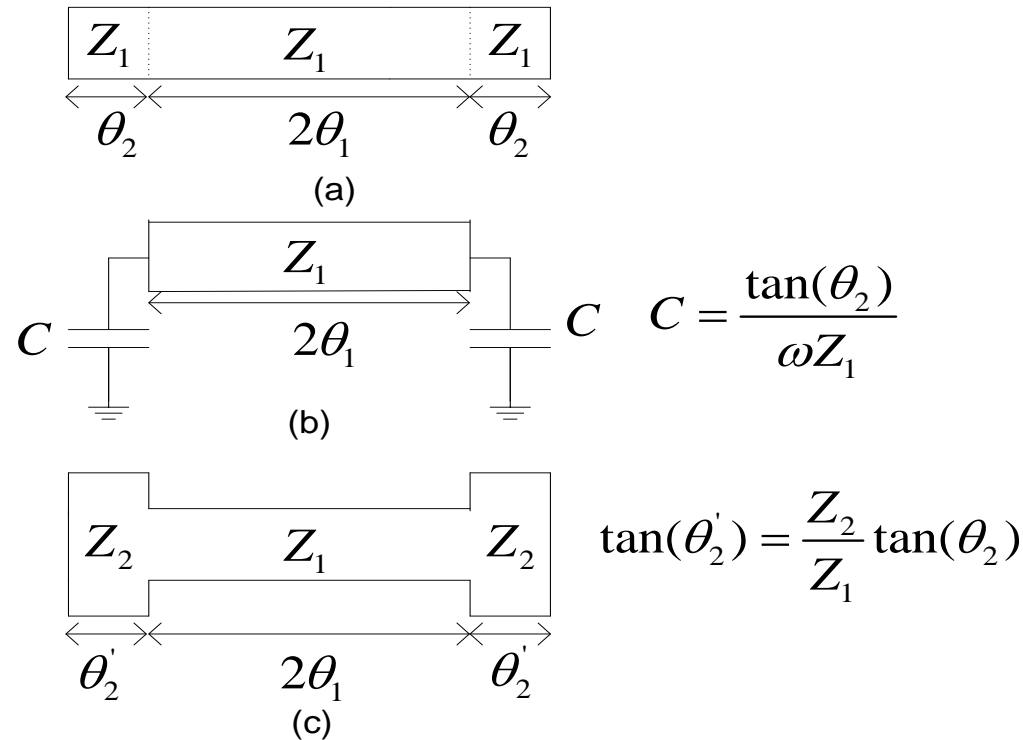 Z₁ Z₁ Z₁
θ₂ 2θ₁ θ₂
(a)
Z₁
C 2θ₁ C C = tan(θ₂) / ωZ₁
(b)
Z₂ Z₁ Z₂ tan(θ₂') = Z₂ / Z₁ tan(θ₂)
θ₂' 2θ₁ θ₂'
(c)